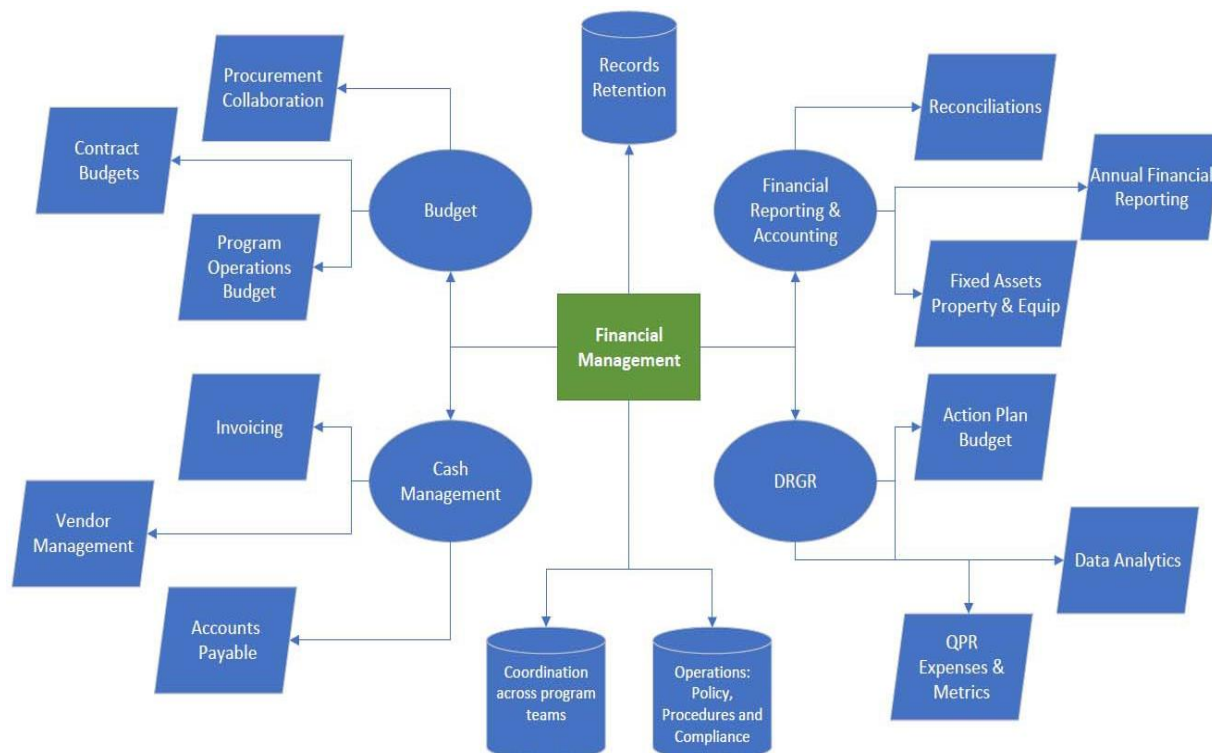 Procurement
Collaboration
Records
Retention
Reconciliations
Contract
Budgets
Budget
Financial
Reporting &
Accounting
Annual Financial
Reporting
Program
Operations
Budget
Fixed Assets
Property & Equip
Financial
Management
Invoicing
Action Plan
Budget
Cash
Management
DRGR
Vendor
Management
Data Analytics
Accounts
Payable
Coordination
across program
teams
Operations:
Policy,
Procedures and
Compliance
QPR
Expenses &
Metrics